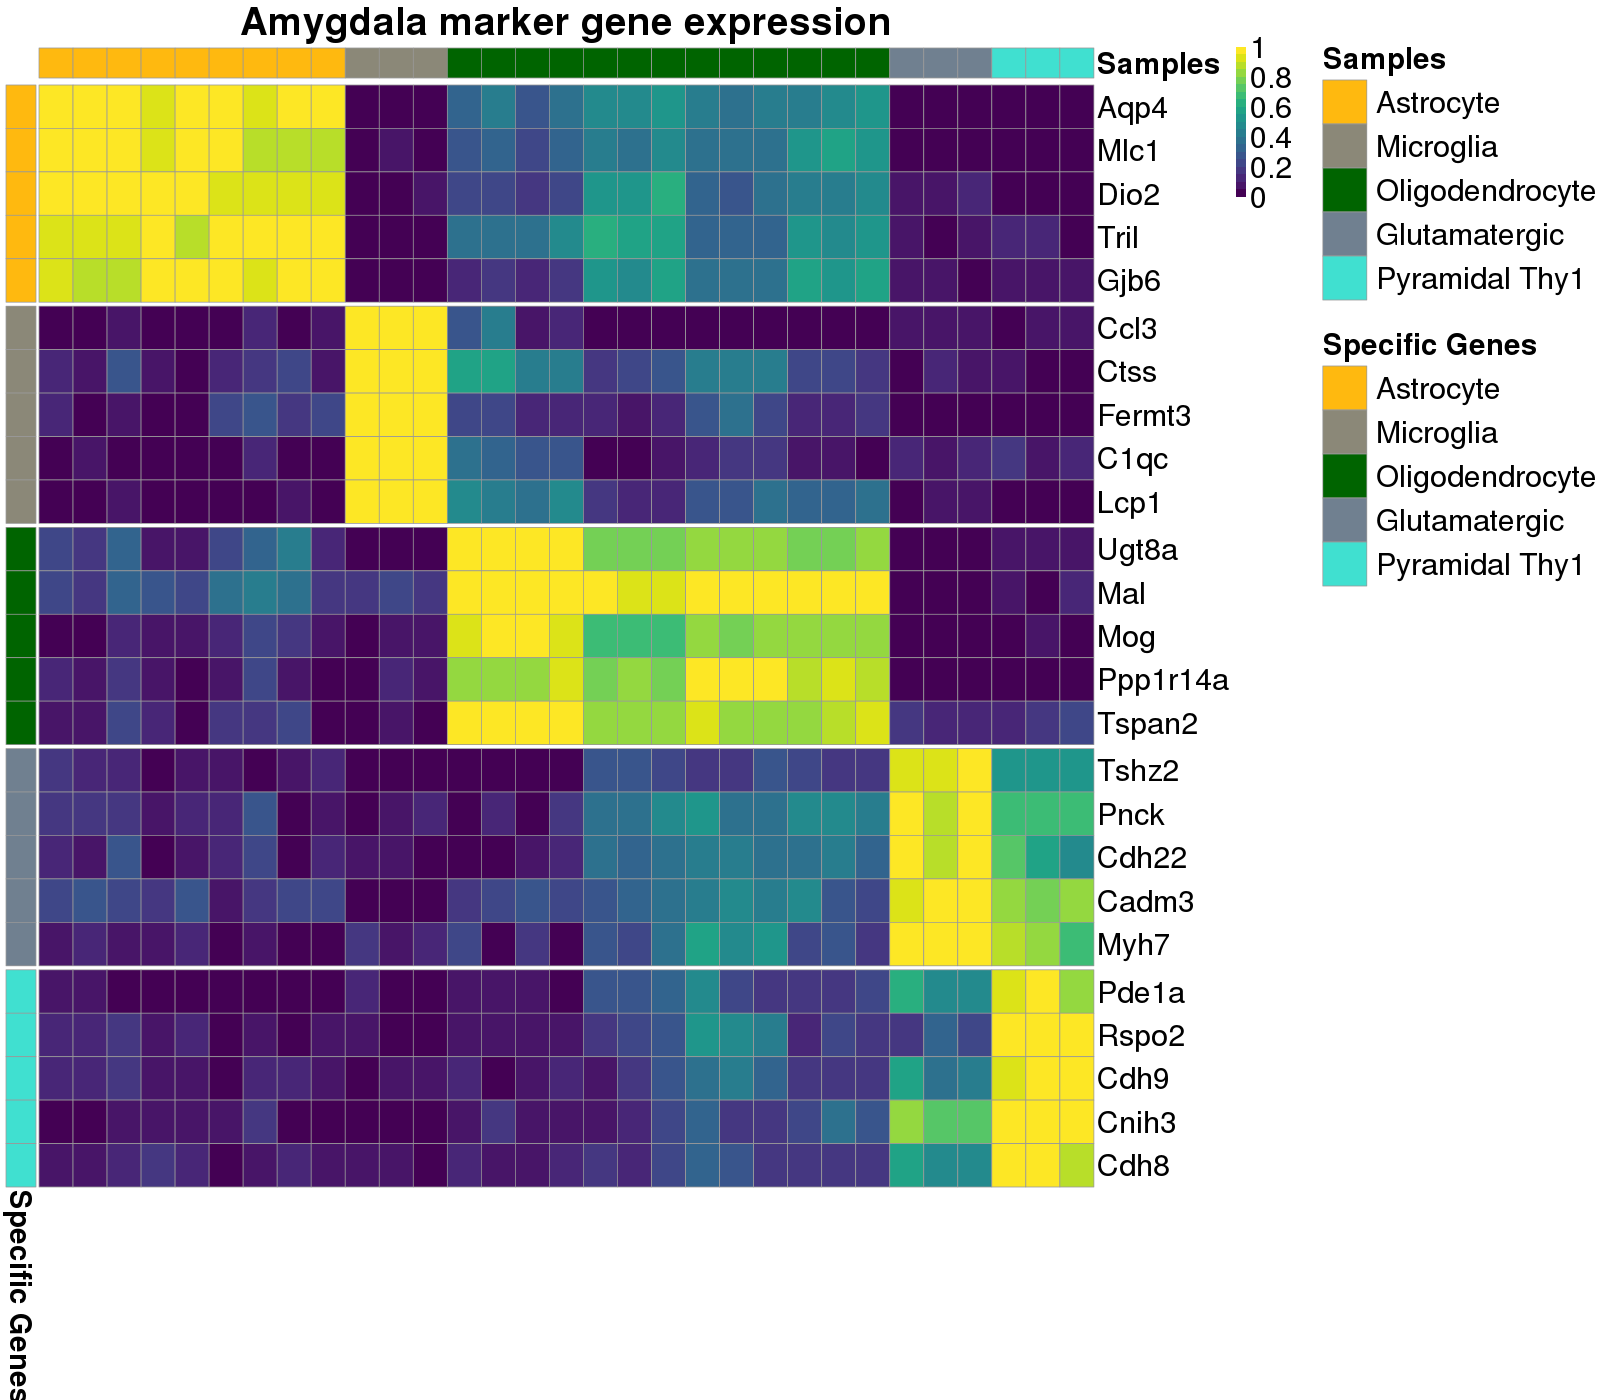 Amygdala marker gene expression
Samples
Aqp4
Mlc1
Dio2
Tril
Gjb6
Ccl3
Ctss
Fermt3
C1qc
Lcp1
Ugt8a
Mal
Mog
Ppp1r14a
Tspan2
Tshz2
Pnck
Cdh22
Cadm3
Myh7
Pde1a
Rspo2
Cdh9
Cnih3
Cdh8
Specific Genes
1
0.8
0.6
0.4
0.2
0
Samples
Astrocyte
Microglia
Oligodendrocyte
Glutamatergic
Pyramidal Thy1
Specific Genes
Astrocyte
Microglia
Oligodendrocyte
Glutamatergic
Pyramidal Thy1